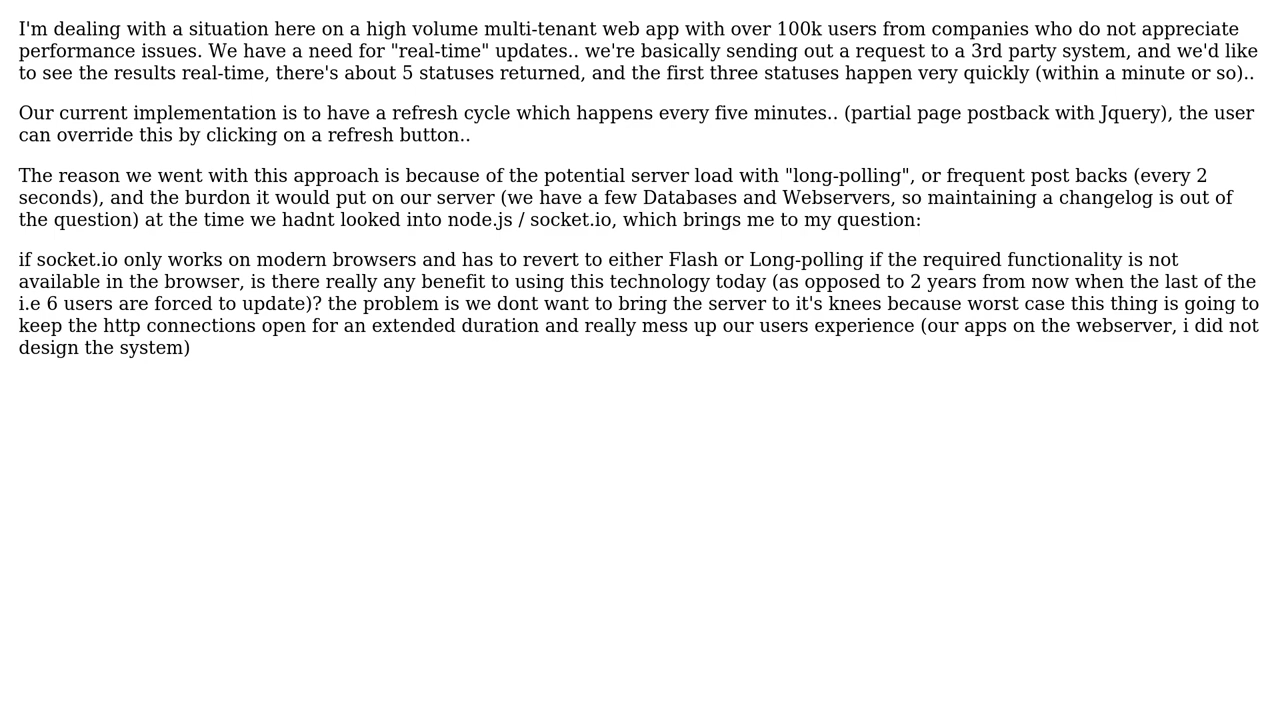 I'm dealing with a situation here on a high volume multi-tenant web app with over 100k users from companies who do not appreciate
performance issues. We have a need for "real-time" updates.. we're basically sending out a request to a 3rd party system, and we'd like
to see the results real-time, there's about 5 statuses returned, and the first three statuses happen very quickly (within a minute or so)..
Our current implementation is to have a refresh cycle which happens every five minutes.. (partial page postback with Jquery), the user
can override this by clicking on a refresh button..
The reason we went with this approach is because of the potential server load with "long-polling", or frequent post backs (every 2
seconds), and the burdon it would put on our server (we have a few Databases and Webservers, so maintaining a changelog is out of
the question) at the time we hadnt looked into node.js / socket.io, which brings me to my question:
if socket.io only works on modern browsers and has to revert to either Flash or Long-polling if the required functionality is not
available in the browser, is there really any benefit to using this technology today (as opposed to 2 years from now when the last of the
i.e 6 users are forced to update)? the problem is we dont want to bring the server to it's knees because worst case this thing is going to
keep the http connections open for an extended duration and really mess up our users experience (our apps on the webserver, i did not
design the system)